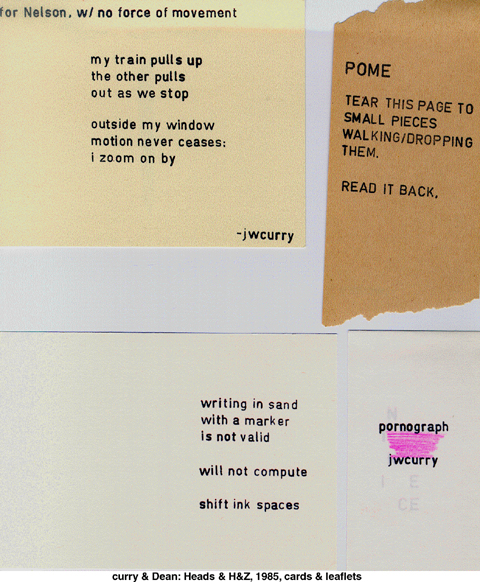 for Nelson, w/ no force of movement
my train pulls up
the other pulls
out as we stop
outside my window
motion never ceases:
i zoom on by
-jwcurry
POME
TEAR THIS PAGE TO
SMALL PIECES
WALKING/DROPPING
THEM.
READ IT BACK.
writing in sand
with a marker
is not valid
will not compute
shift ink spaces
N
pornograph
jwcurry
I E
CE
curry & Dean: Heads & H&Z, 1985, cards & leaflets